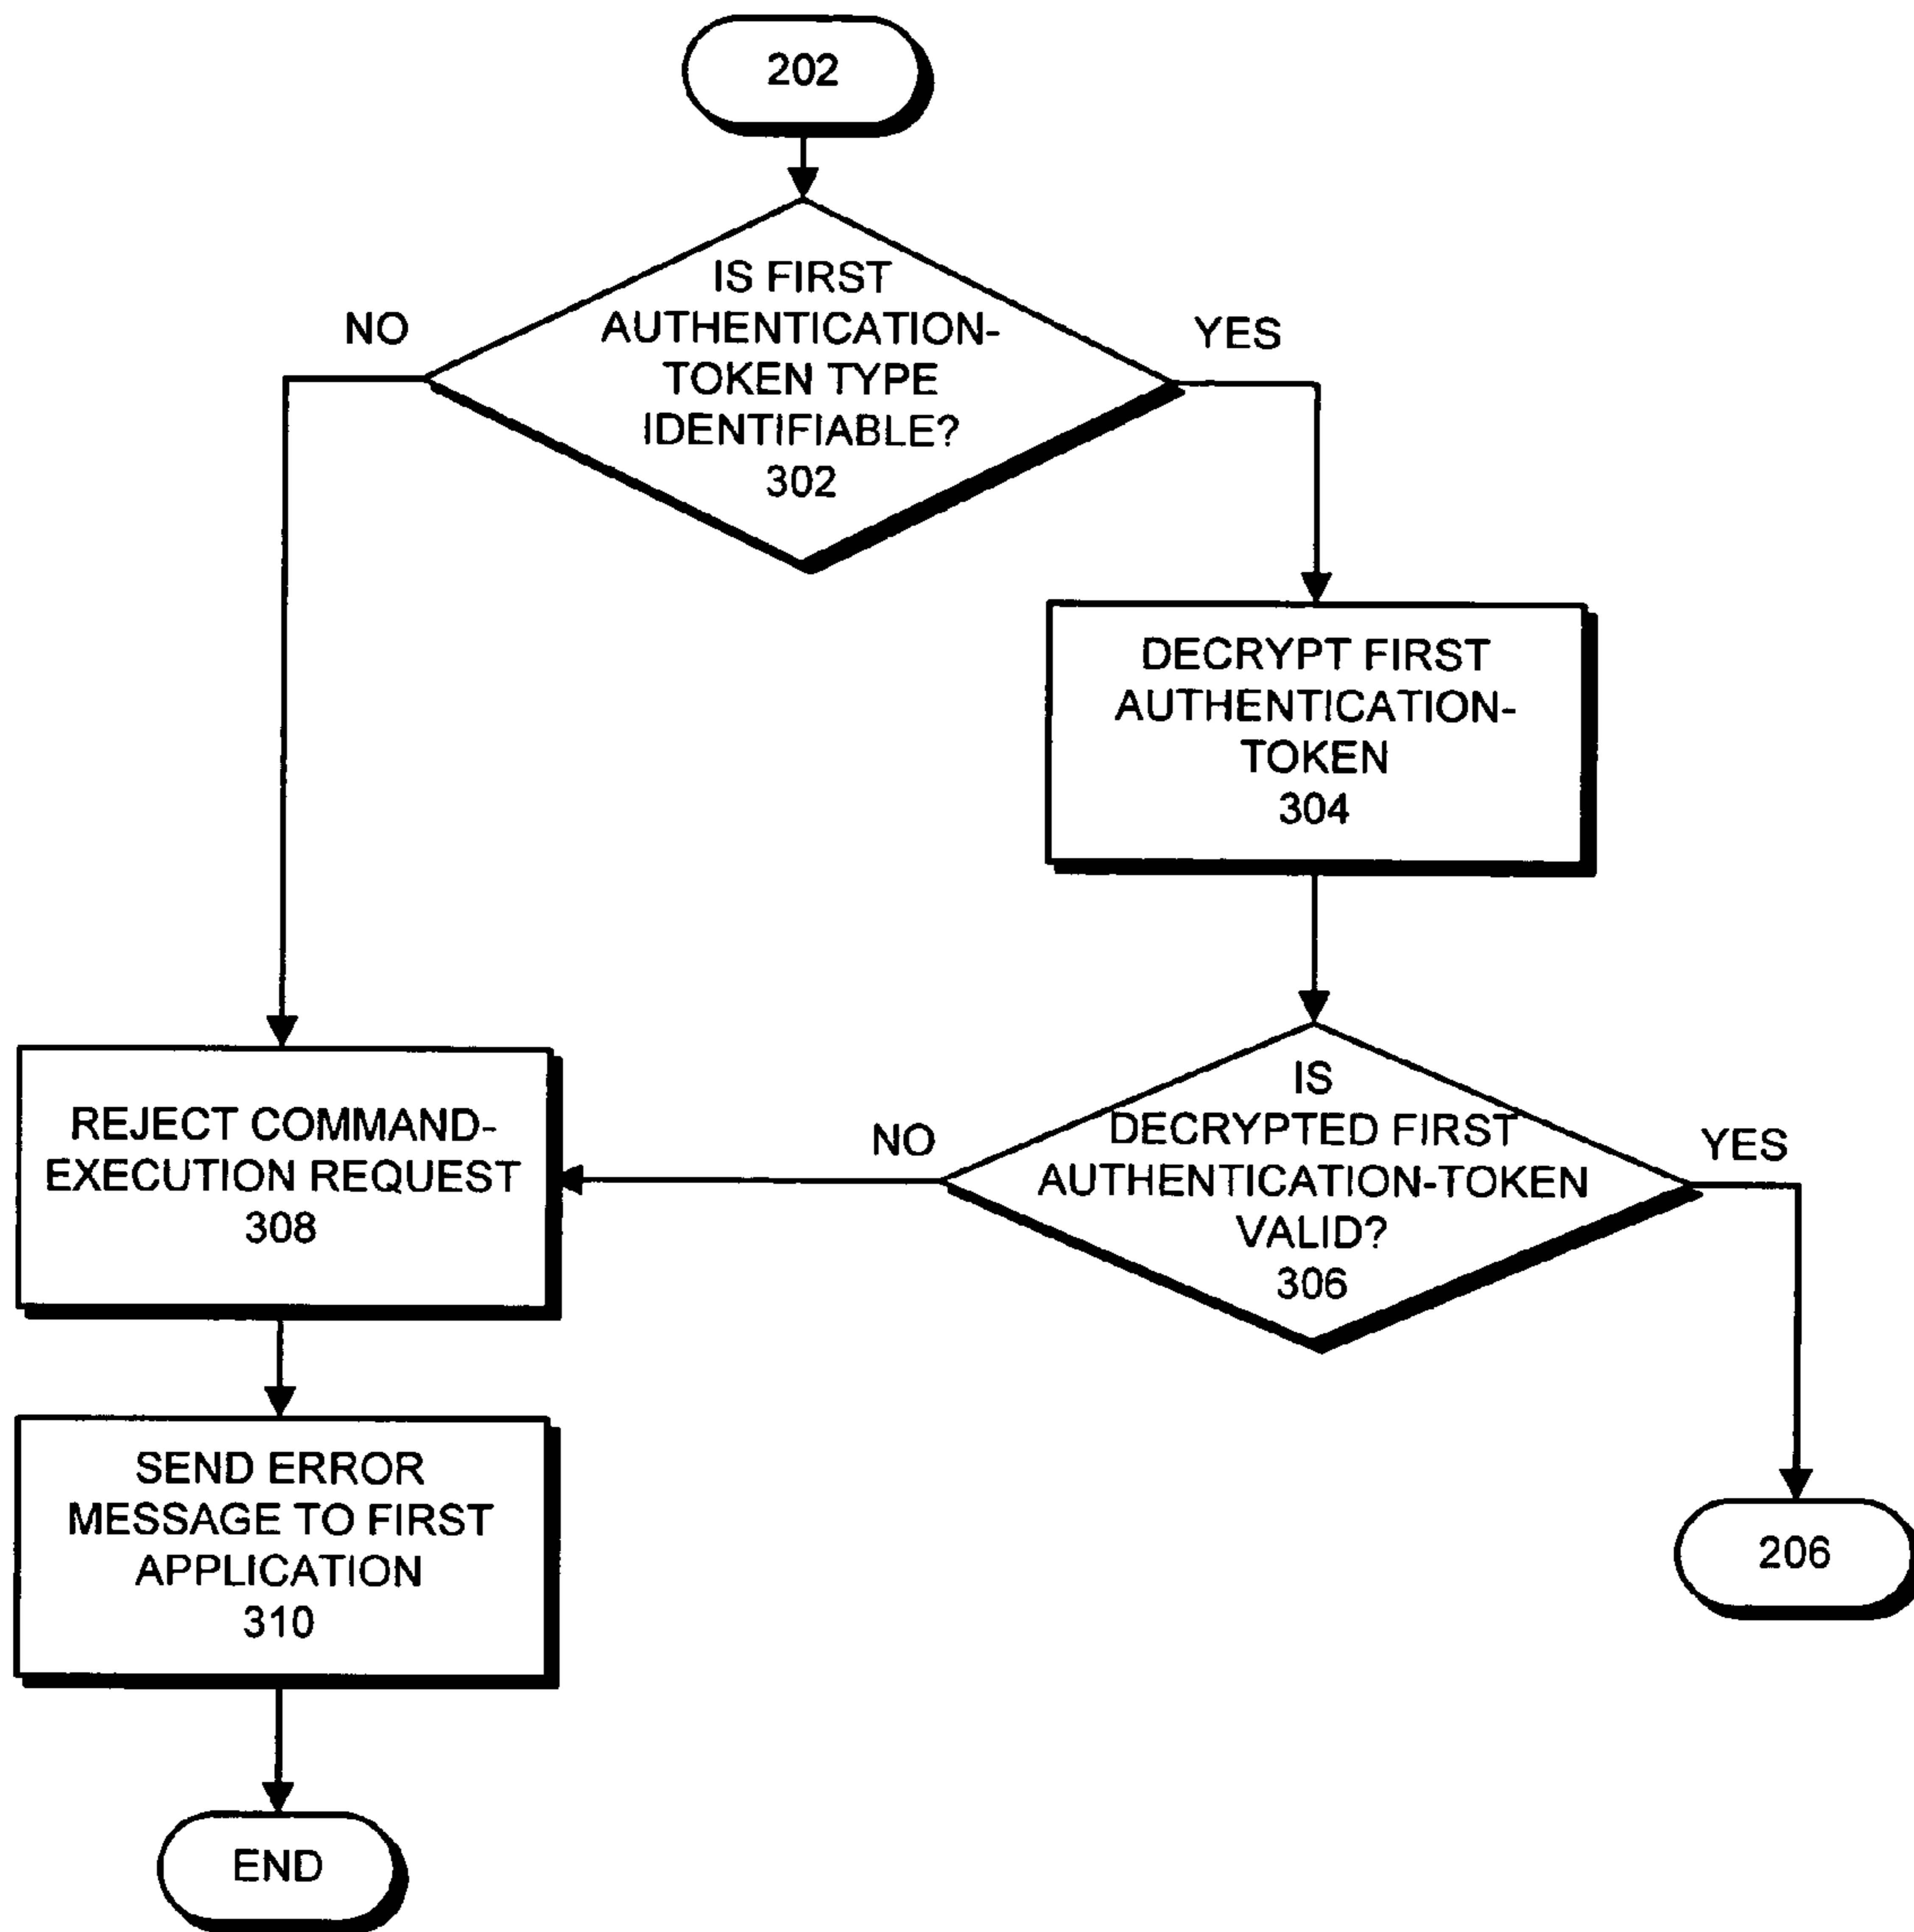 202
IS FIRST
AUTHENTICATION-
TOKEN TYPE
IDENTIFIABLE?
302
NO
YES
DECRYPT FIRST
AUTHENTICATION-
TOKEN
304
IS
DECRYPTED FIRST
AUTHENTICATION-TOKEN
VALID?
306
NO
YES
REJECT COMMAND-
EXECUTION REQUEST
308
SEND ERROR
MESSAGE TO FIRST
APPLICATION
310
206
END